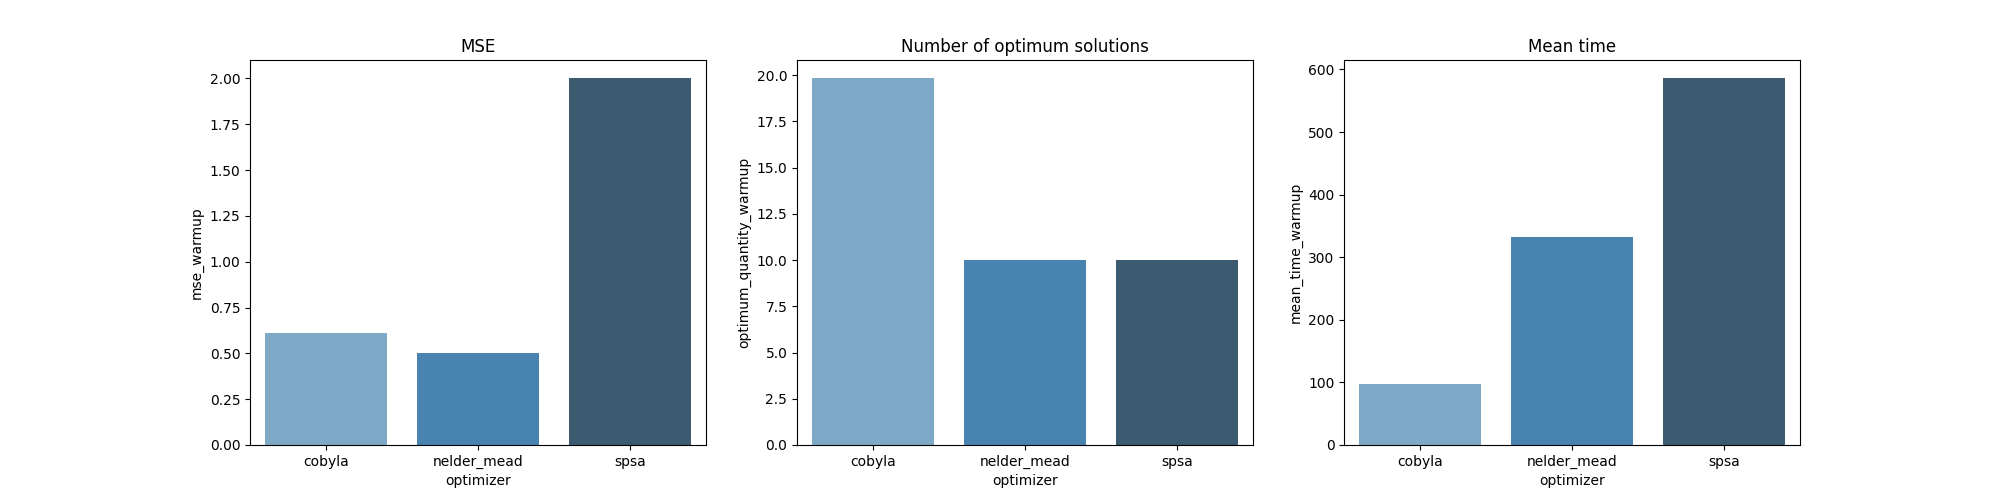 MSE
mse_warmup
2.00
1.75
1.50
1.25
1.00
0.75
0.50
0.25
0.00
cobyla
nelder_mead
spsa
optimizer
Number of optimum solutions
optimum_quantity_warmup
20.0
17.5
15.0
12.5
10.0
7.5
5.0
2.5
0.0
cobyla
nelder_mead
spsa
optimizer
Mean time
mean_time_warmup
600
500
400
300
200
100
0
cobyla
nelder_mead
spsa
optimizer